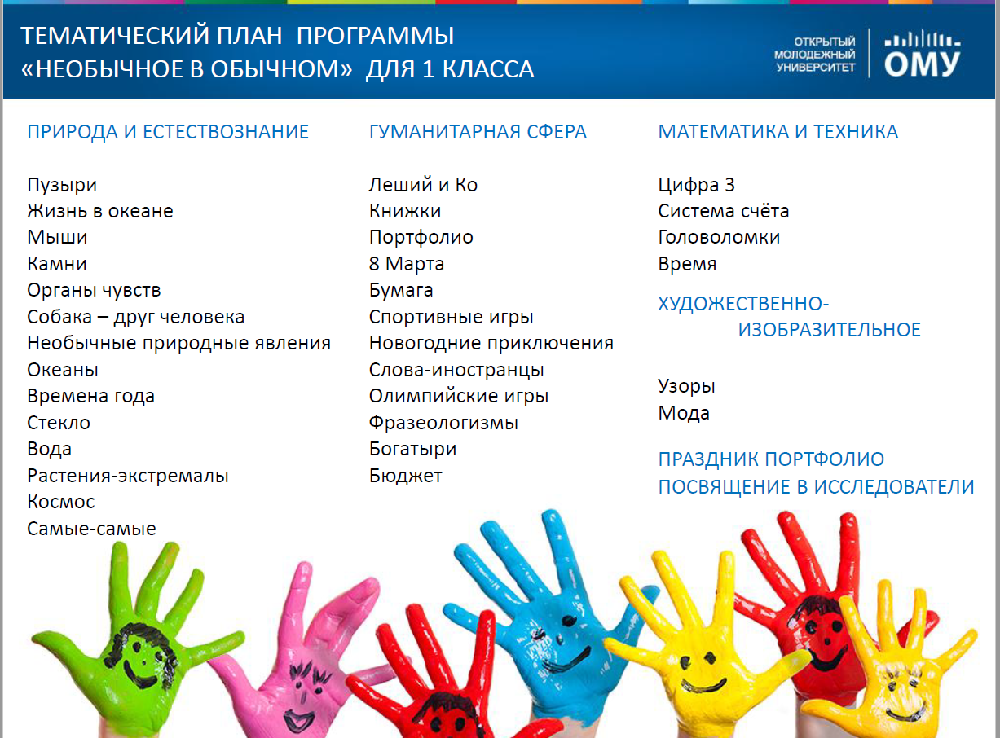 ТЕМАТИЧЕСКИЙ ПЛАН ПРОГРАММЫ
«НЕОБЫЧНОЕ В ОБЫЧНОМ» ДЛЯ 1 КЛАССА
ОТКРЫТЫЙ
МОЛОДЕЖНЫЙ
УНИВЕРСИТЕТ
ОМУ
ПРИРОДА И ЕСТЕСТВОЗНАНИЕ
Пузыри
Жизнь в океане
Мыши
Камни
Органы чувств
Собака – друг человека
Необычные природные явления
Океаны
Времена года
Стекло
Вода
Растения-экстремалы
Космос
Самые-самые
ГУМАНИТАРНАЯ СФЕРА
Леший и Ко
Книжки
Портфолио
8 Марта
Бумага
Спортивные игры
Новогодние приключения
Слова-иностранцы
Олимпийские игры
Фразеологизмы
Богатыри
Бюджет
МАТЕМАТИКА И ТЕХНИКА
Цифра 3
Система счёта
Головоломки
Время
ХУДОЖЕСТВЕННО-
ИЗОБРАЗИТЕЛЬНОЕ
Узоры
Мода
ПРАЗДНИК ПОРТФОЛИО
ПОСВЯЩЕНИЕ В ИССЛЕДОВАТЕЛИ